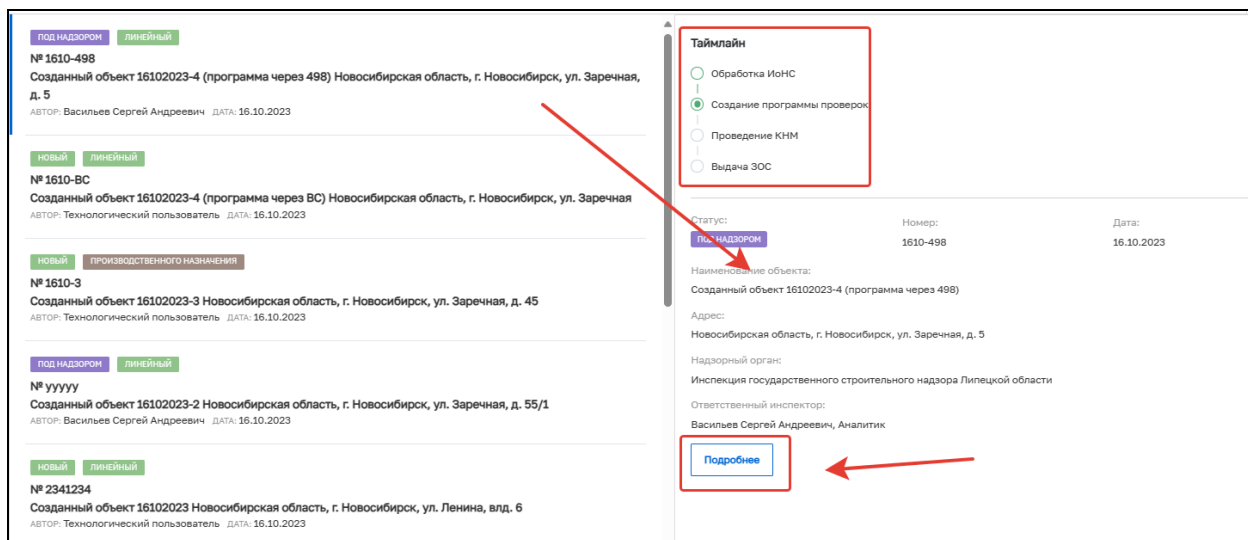 ПОД НАДЗОРОМ ЛИНЕЙНЫЙ
№ 1610-498
Созданный объект 16102023-4 (программа через 498) Новосибирская область, г. Новосибирск, ул. Заречная,
д. 5
АВТОР: Васильев Сергей Андреевич ДАТА: 16.10.2023
НОВЫЙ ЛИНЕЙНЫЙ
№ 1610-ВС
Созданный объект 16102023-4 (программа через ВС) Новосибирская область, г. Новосибирск, ул. Заречная
АВТОР: Технологический пользователь ДАТА: 16.10.2023
НОВЫЙ ПРОИЗВОДСТВЕННОГО НАЗНАЧЕНИЯ
№ 1610-3
Созданный объект 16102023-3 Новосибирская область, г. Новосибирск, ул. Заречная, д. 45
АВТОР: Технологический пользователь ДАТА: 16.10.2023
ПОД НАДЗОРОМ ЛИНЕЙНЫЙ
№ ууууу
Созданный объект 16102023-2 Новосибирская область, г. Новосибирск, ул. Заречная, д. 55/1
АВТОР: Васильев Сергей Андреевич ДАТА: 16.10.2023
НОВЫЙ ЛИНЕЙНЫЙ
№ 2341234
Созданный объект 16102023 Новосибирская область, г. Новосибирск, ул. Ленина, влд. 6
АВТОР: Технологический пользователь ДАТА: 16.10.2023
Таймлайн
Обработка ИоНС
Создание программы проверок
Проведение КНМ
Выдача ЗОС
Статус: Номер: Дата:
ПОД НАДЗОРОМ 1610-498 16.10.2023
Наименование объекта:
Созданный объект 16102023-4 (программа через 498)
Адрес:
Новосибирская область, г. Новосибирск, ул. Заречная, д. 5
Надзорный орган:
Инспекция государственного строительного надзора Липецкой области
Ответственный инспектор:
Васильев Сергей Андреевич, Аналитик
Подробнее